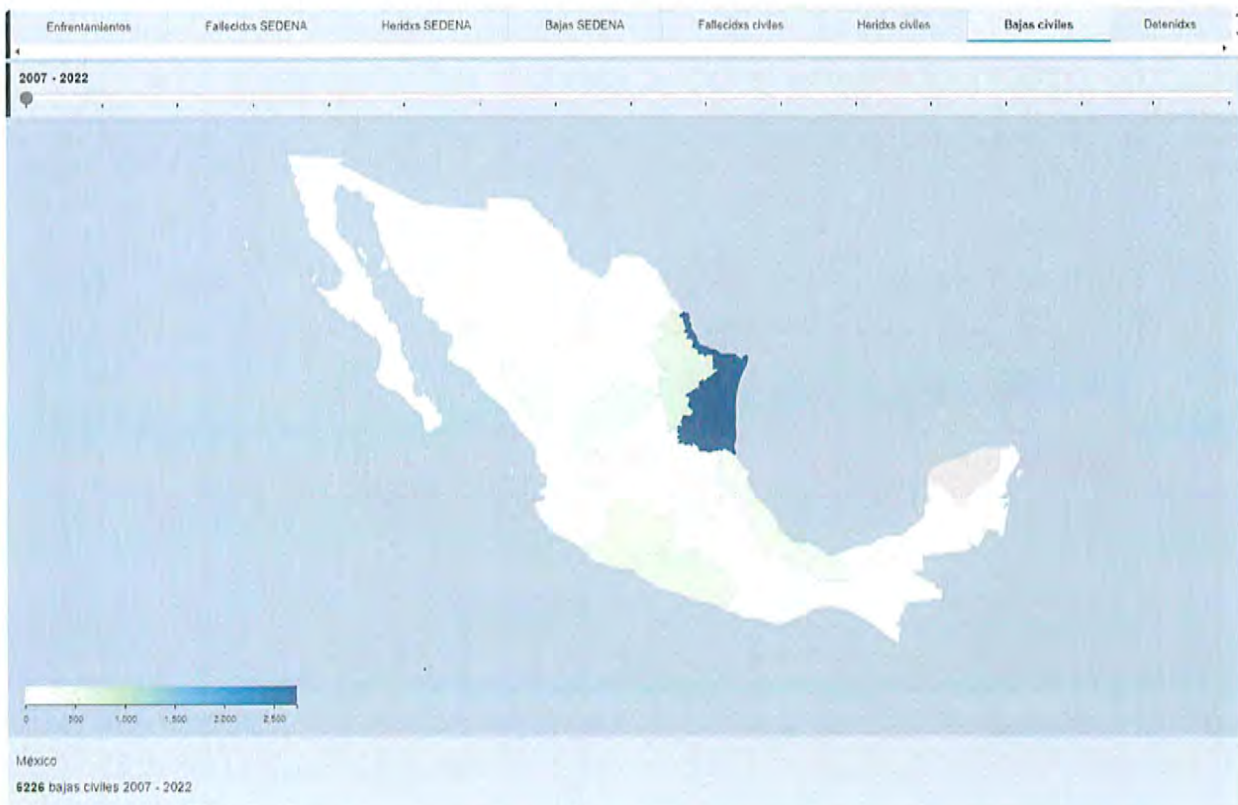 Enfrentamientos Fallecidxs SEDENA Heridxs SEDENA Bajas SEDENA Fallecidxs civiles Heridxs civiles Bajas civiles Detenidxs
2007 - 2022
0 500 1,000 1,500 2,000 2,500
México
6226 bajas civiles 2007 - 2022